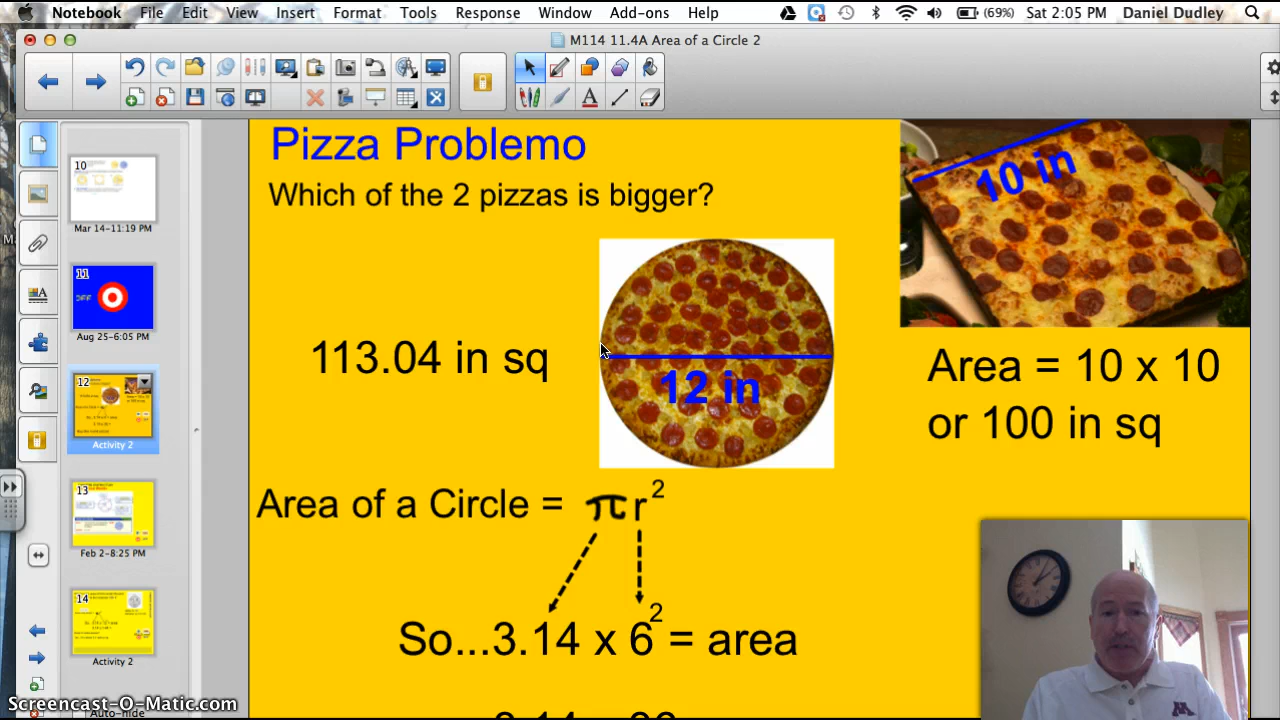 Notebook File Edit View Insert Format Tools Response Window Add-ons Help (69%) Sat 2:05 PM Daniel Dudley
M114 11.4A Area of a Circle 2
10
Mar 14-11:19 PM
11
OFF
Aug 25-6:05 PM
12
Activity 2
13
Feb 2-8:25 PM
14
Activity 2
Pizza Problemo
Which of the 2 pizzas is bigger?
10 in
113.04 in sq
12 in
Area = 10 x 10
or 100 in sq
Area of a Circle = πr²
So...3.14 x 6² = area
Screencast-O-Matic.com